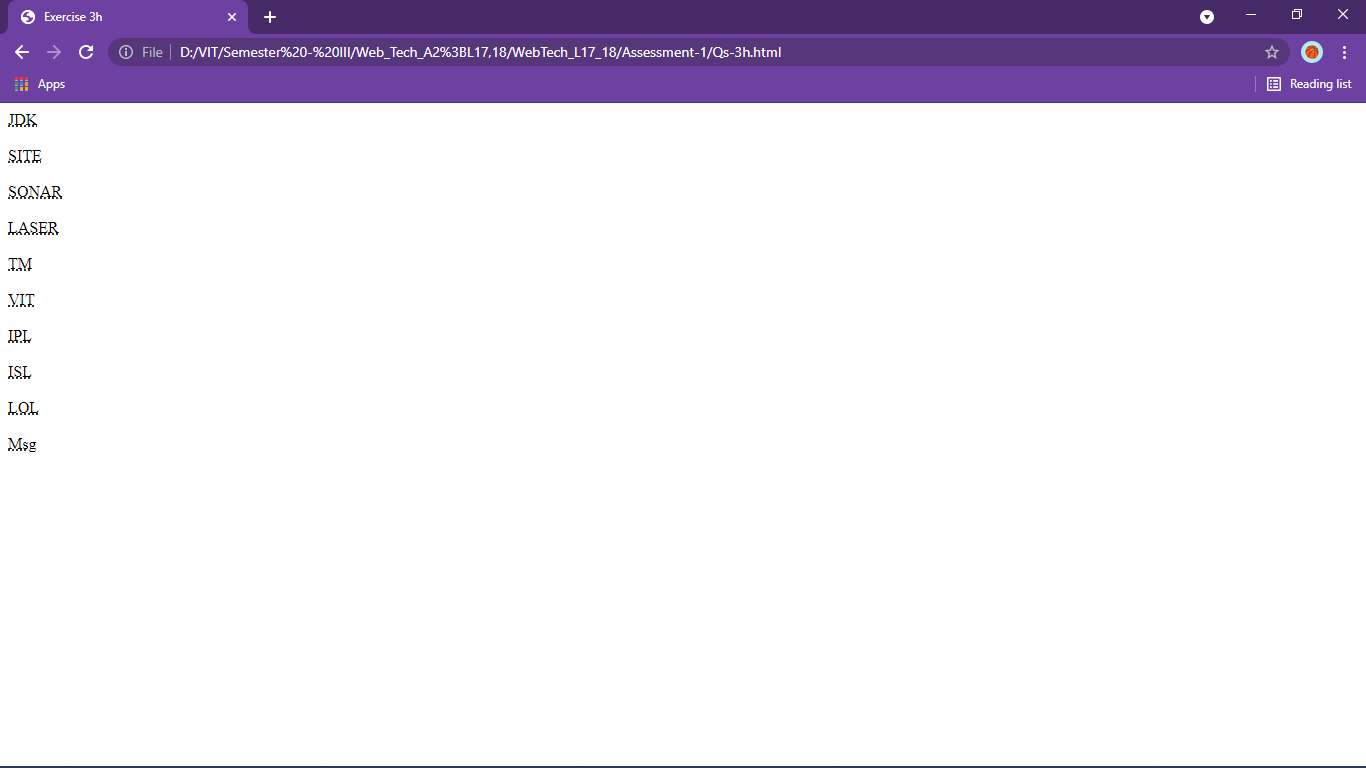 Exercise 3h
File D:/VIT/Semester%20-%20III/Web_Tech_A2%3BL17,18/WebTech_L17_18/Assessment-1/Qs-3h.html
Apps Reading list
JDK
SITE
SONAR
LASER
TM
VIT
IPL
ISL
LOL
Msg